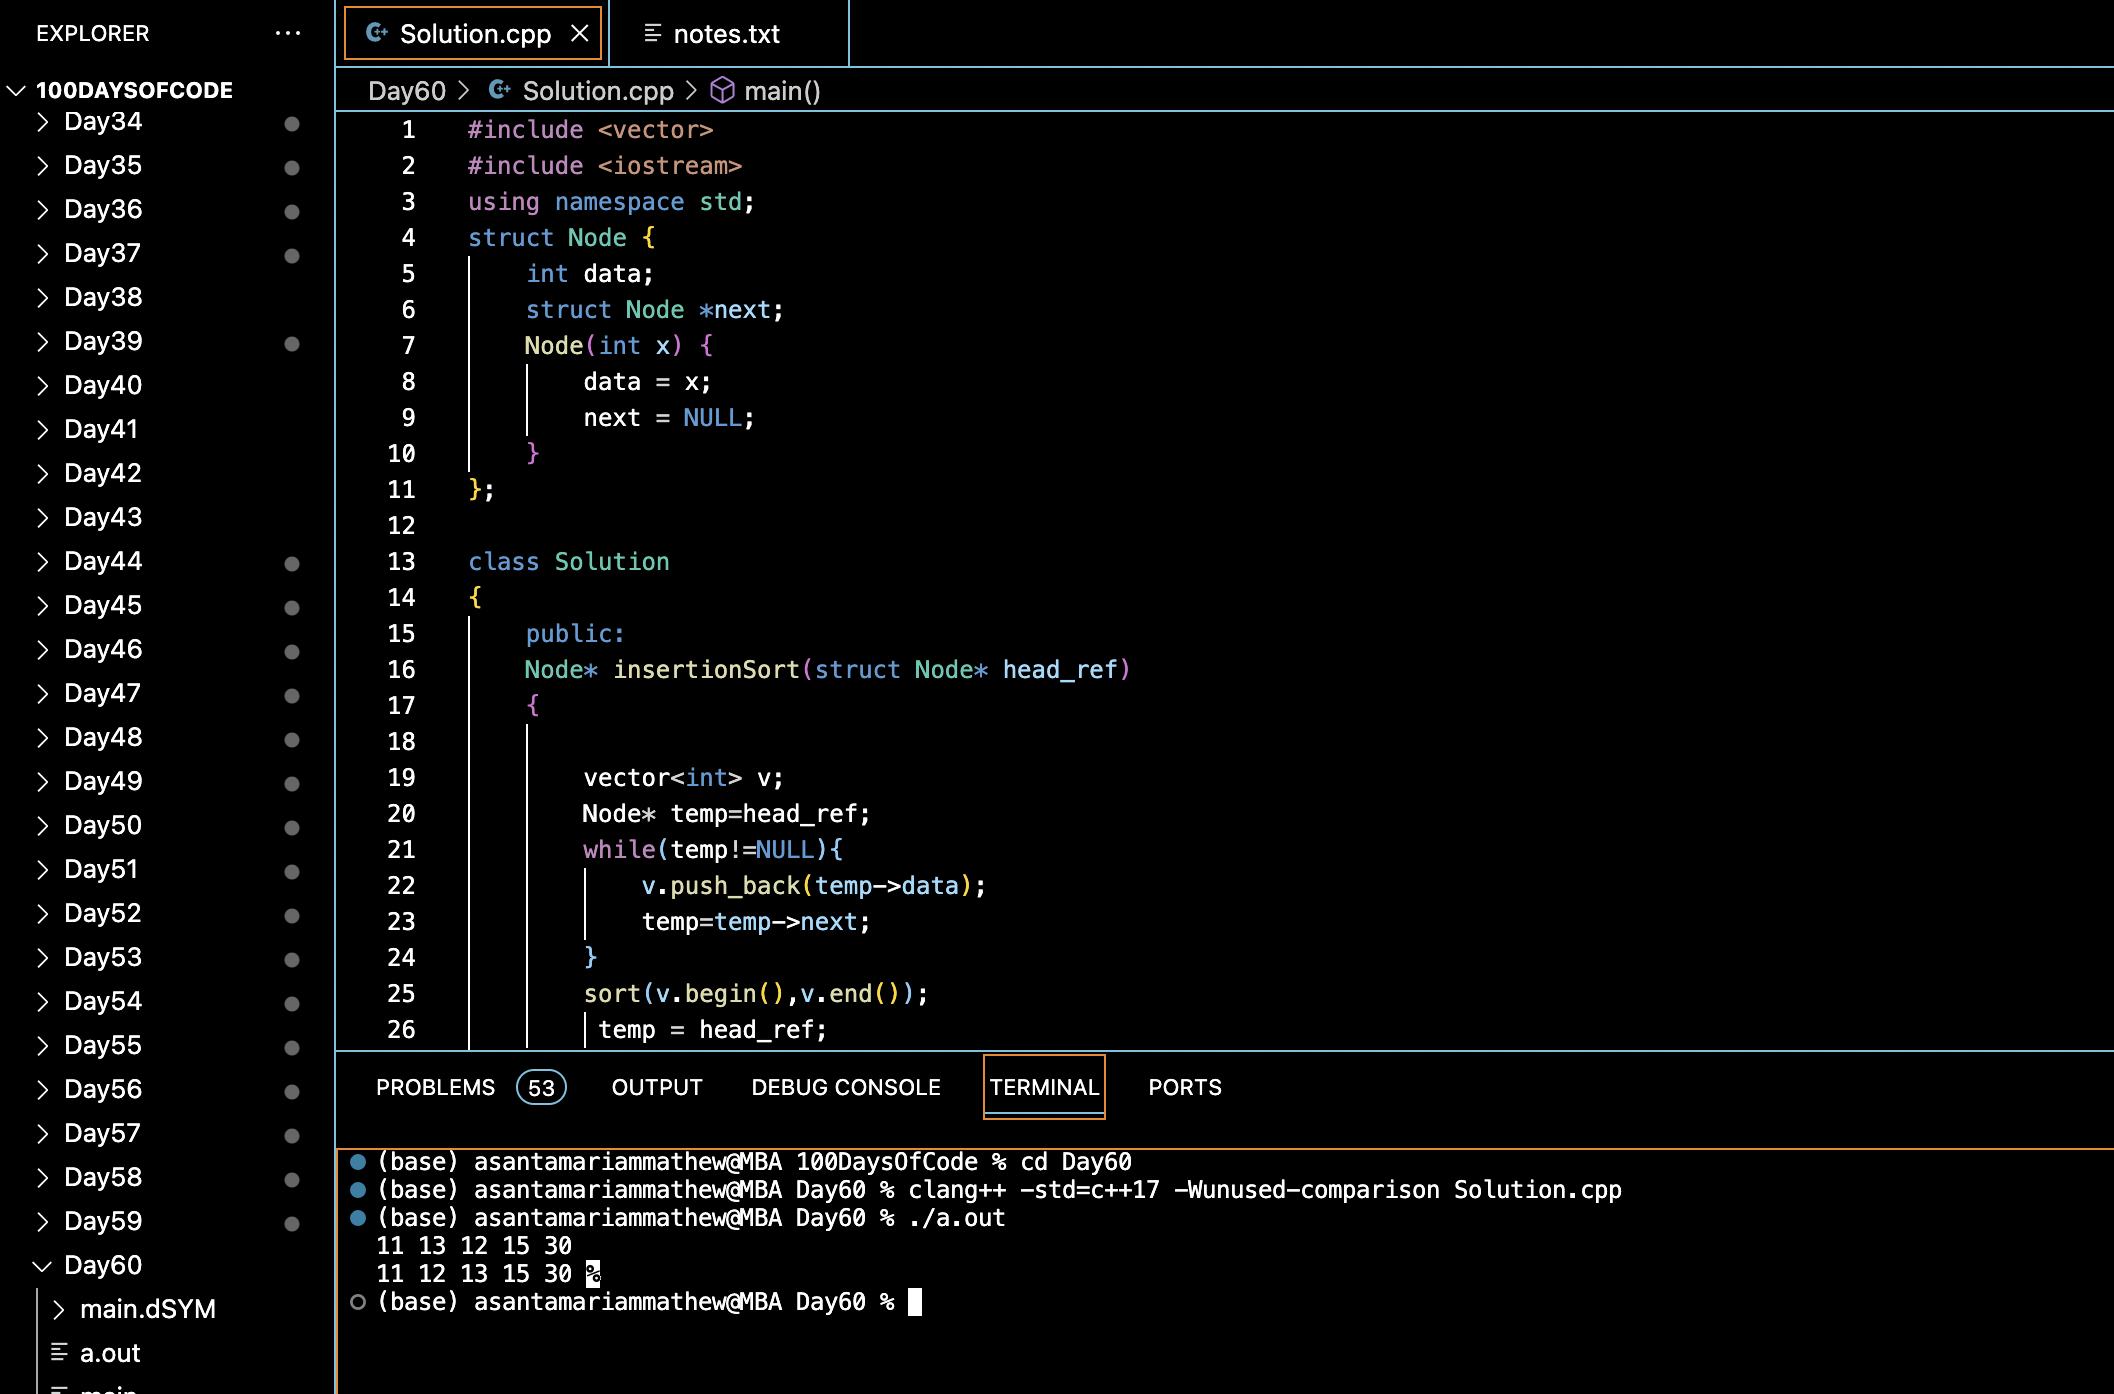 EXPLORER ...
100DAYSOFCODE
Day34
Day35
Day36
Day37
Day38
Day39
Day40
Day41
Day42
Day43
Day44
Day45
Day46
Day47
Day48
Day49
Day50
Day51
Day52
Day53
Day54
Day55
Day56
Day57
Day58
Day59
Day60
main.dSYM
a.out
main
Solution.cpp notes.txt
Day60 > Solution.cpp > main()
1 #include <vector>
2 #include <iostream>
3 using namespace std;
4 struct Node {
5 int data;
6 struct Node *next;
7 Node(int x) {
8 data = x;
9 next = NULL;
10 }
11 };
12
13 class Solution
14 {
15 public:
16 Node* insertionSort(struct Node* head_ref)
17 {
18
19 vector<int> v;
20 Node* temp=head_ref;
21 while(temp!=NULL){
22 v.push_back(temp->data);
23 temp=temp->next;
24 }
25 sort(v.begin(),v.end());
26 temp = head_ref;
PROBLEMS 53 OUTPUT DEBUG CONSOLE TERMINAL PORTS
(base) asantamariammathew@MBA 100DaysOfCode % cd Day60
(base) asantamariammathew@MBA Day60 % clang++ -std=c++17 -Wunused-comparison Solution.cpp
(base) asantamariammathew@MBA Day60 % ./a.out
11 13 12 15 30
11 12 13 15 30 %
(base) asantamariammathew@MBA Day60 %